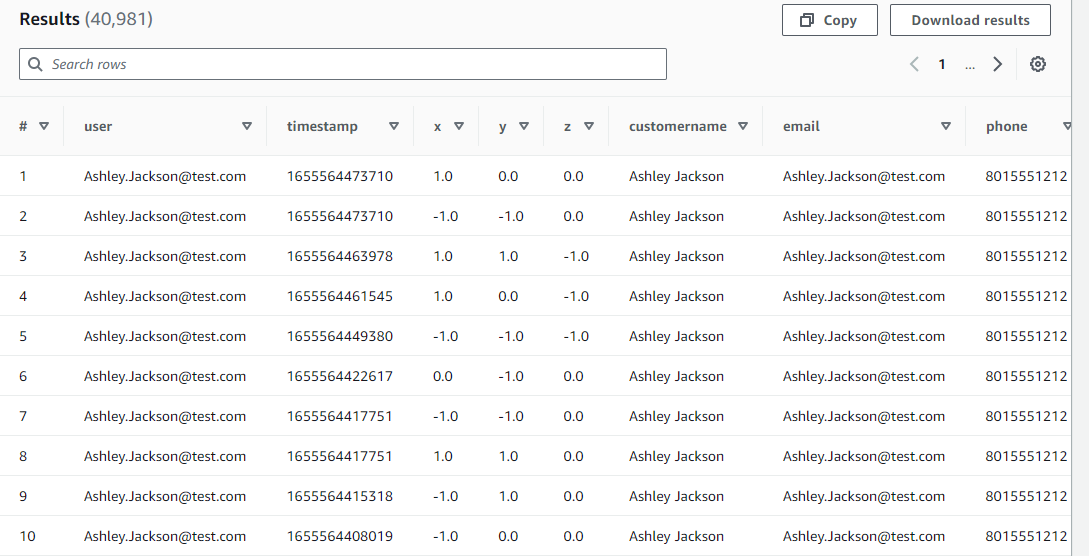 Results (40,981) Copy Download results
Search rows 1 ...
# user timestamp x y z customername email phone
1 Ashley.Jackson@test.com 1655564473710 1.0 0.0 0.0 Ashley Jackson Ashley.Jackson@test.com 8015551212
2 Ashley.Jackson@test.com 1655564473710 -1.0 -1.0 0.0 Ashley Jackson Ashley.Jackson@test.com 8015551212
3 Ashley.Jackson@test.com 1655564463978 1.0 1.0 -1.0 Ashley Jackson Ashley.Jackson@test.com 8015551212
4 Ashley.Jackson@test.com 1655564461545 1.0 0.0 -1.0 Ashley Jackson Ashley.Jackson@test.com 8015551212
5 Ashley.Jackson@test.com 1655564449380 -1.0 -1.0 -1.0 Ashley Jackson Ashley.Jackson@test.com 8015551212
6 Ashley.Jackson@test.com 1655564422617 0.0 -1.0 0.0 Ashley Jackson Ashley.Jackson@test.com 8015551212
7 Ashley.Jackson@test.com 1655564417751 -1.0 -1.0 0.0 Ashley Jackson Ashley.Jackson@test.com 8015551212
8 Ashley.Jackson@test.com 1655564417751 1.0 1.0 0.0 Ashley Jackson Ashley.Jackson@test.com 8015551212
9 Ashley.Jackson@test.com 1655564415318 -1.0 1.0 0.0 Ashley Jackson Ashley.Jackson@test.com 8015551212
10 Ashley.Jackson@test.com 1655564408019 -1.0 0.0 0.0 Ashley Jackson Ashley.Jackson@test.com 8015551212